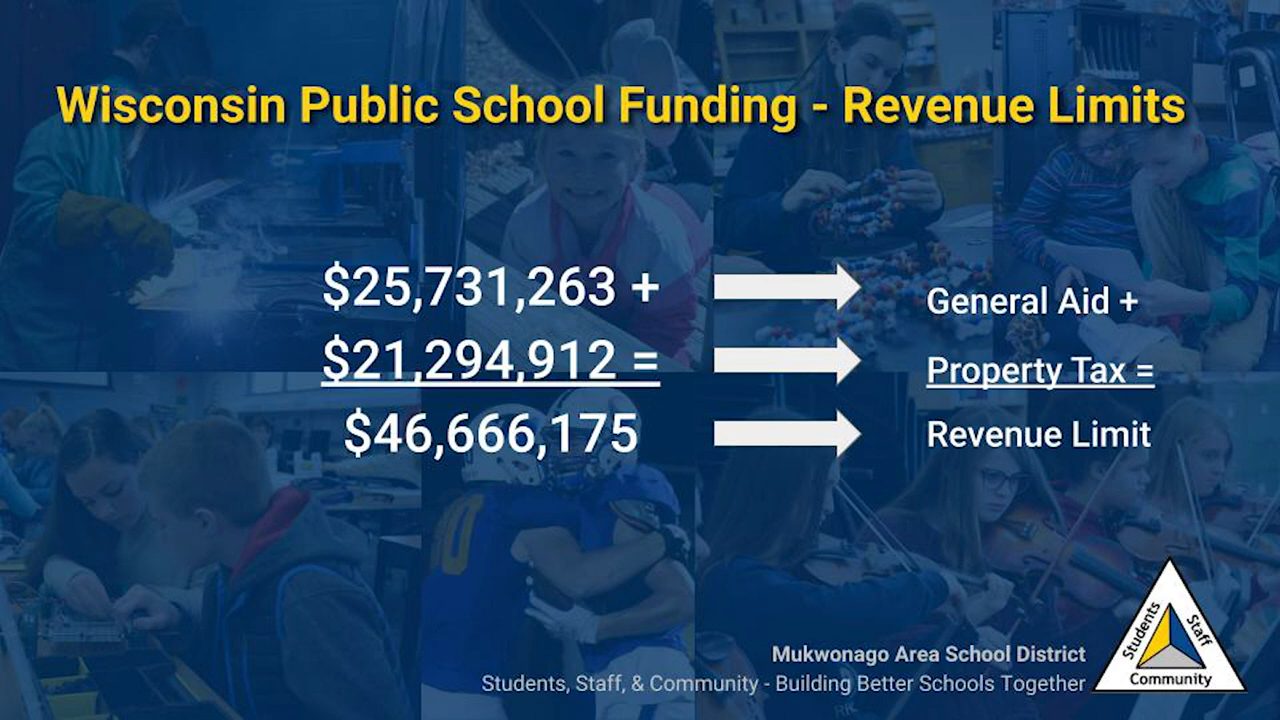 Wisconsin Public School Funding - Revenue Limits
$25,731,263 +
General Aid +
$21,294,912 =
Property Tax =
$46,666,175
Revenue Limit
Mukwonago Area School District
Students, Staff, & Community - Building Better Schools Together
Students
Staff
Community